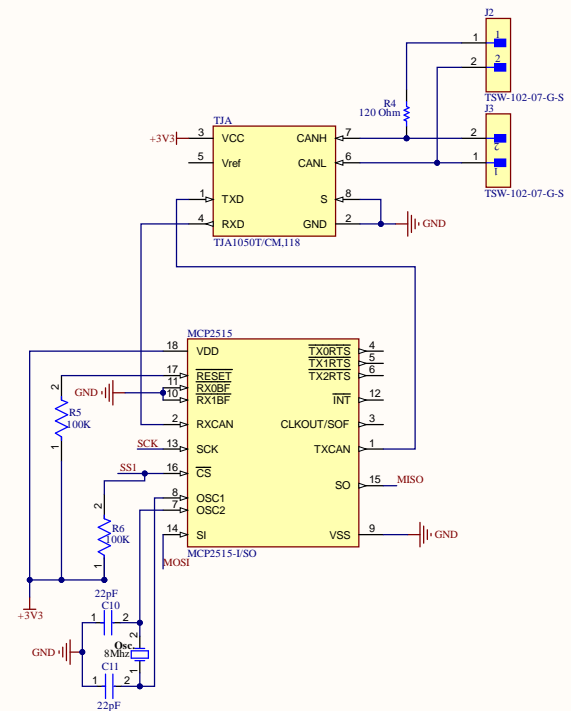 J2
1 1
2 2
TSW-102-07-G-S
R4
120 Ohm
J3
2 2
1 1
TSW-102-07-G-S
TJA
+3V3 3 VCC CANH 7
5 Vref CANL 6
1 TXD S 8
4 RXD GND 2 GND
TJA1050T/CM,118
MCP2515
18 VDD TX0RTS 4
TX1RTS 5
17 RESET TX2RTS 6
GND 11 RX0BF
10 RX1BF INT 12
2 RXCAN CLKOUT/SOF 3
SCK 13 SCK TXCAN 1
SS1 16 CS
SO 15 MISO
8 OSC1
7 OSC2
14 SI VSS 9 GND
MOSI
MCP2515-I/SO
2
R5
100K
1
2
R6
100K
1
+3V3
22pF
C10
1 2
GND
2
Osc
8Mhz
1
C11
1 2
22pF